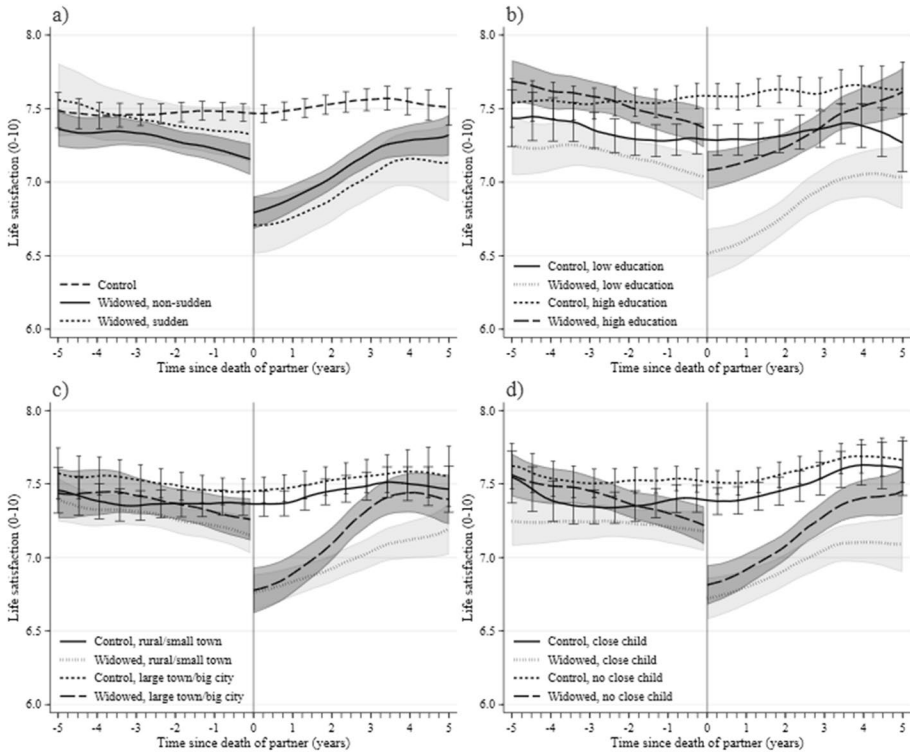 a)
8.0
7.5
7.0
6.5
6.0
Life satisfaction (0-10)
Control
Widowed, non-sudden
Widowed, sudden
-5 -4 -3 -2 -1 0 1 2 3 4 5
Time since death of partner (years)
b)
8.0
7.5
7.0
6.5
6.0
Life satisfaction (0-10)
Control, low education
Widowed, low education
Control, high education
Widowed, high education
-5 -4 -3 -2 -1 0 1 2 3 4 5
Time since death of partner (years)
c)
8.0
7.5
7.0
6.5
6.0
Life satisfaction (0-10)
Control, rural/small town
Widowed, rural/small town
Control, large town/big city
Widowed, large town/big city
-5 -4 -3 -2 -1 0 1 2 3 4 5
Time since death of partner (years)
d)
8.0
7.5
7.0
6.5
6.0
Life satisfaction (0-10)
Control, close child
Widowed, close child
Control, no close child
Widowed, no close child
-5 -4 -3 -2 -1 0 1 2 3 4 5
Time since death of partner (years)